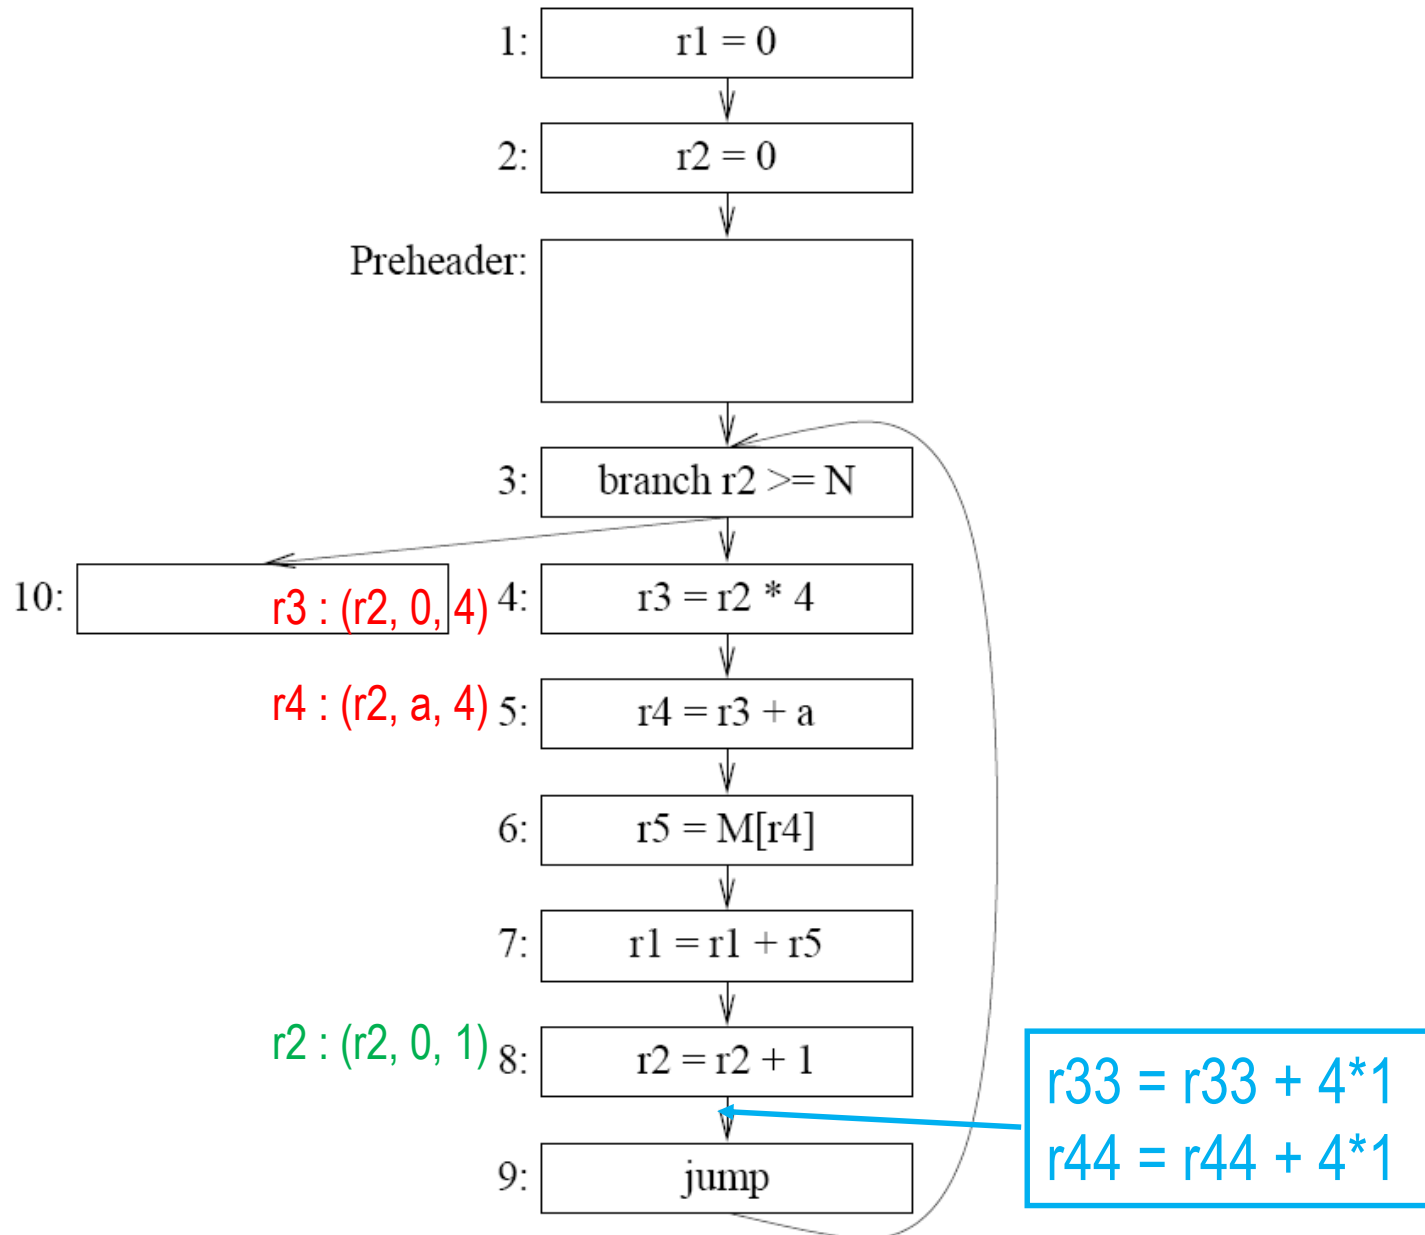 1: r1 = 0
2: r2 = 0
Preheader:
3: branch r2 >= N
10:
r3 : (r2, 0, 4) 4: r3 = r2 * 4
r4 : (r2, a, 4) 5: r4 = r3 + a
6: r5 = M[r4]
7: r1 = r1 + r5
r2 : (r2, 0, 1) 8: r2 = r2 + 1
r33 = r33 + 4*1
r44 = r44 + 4*1
9: jump